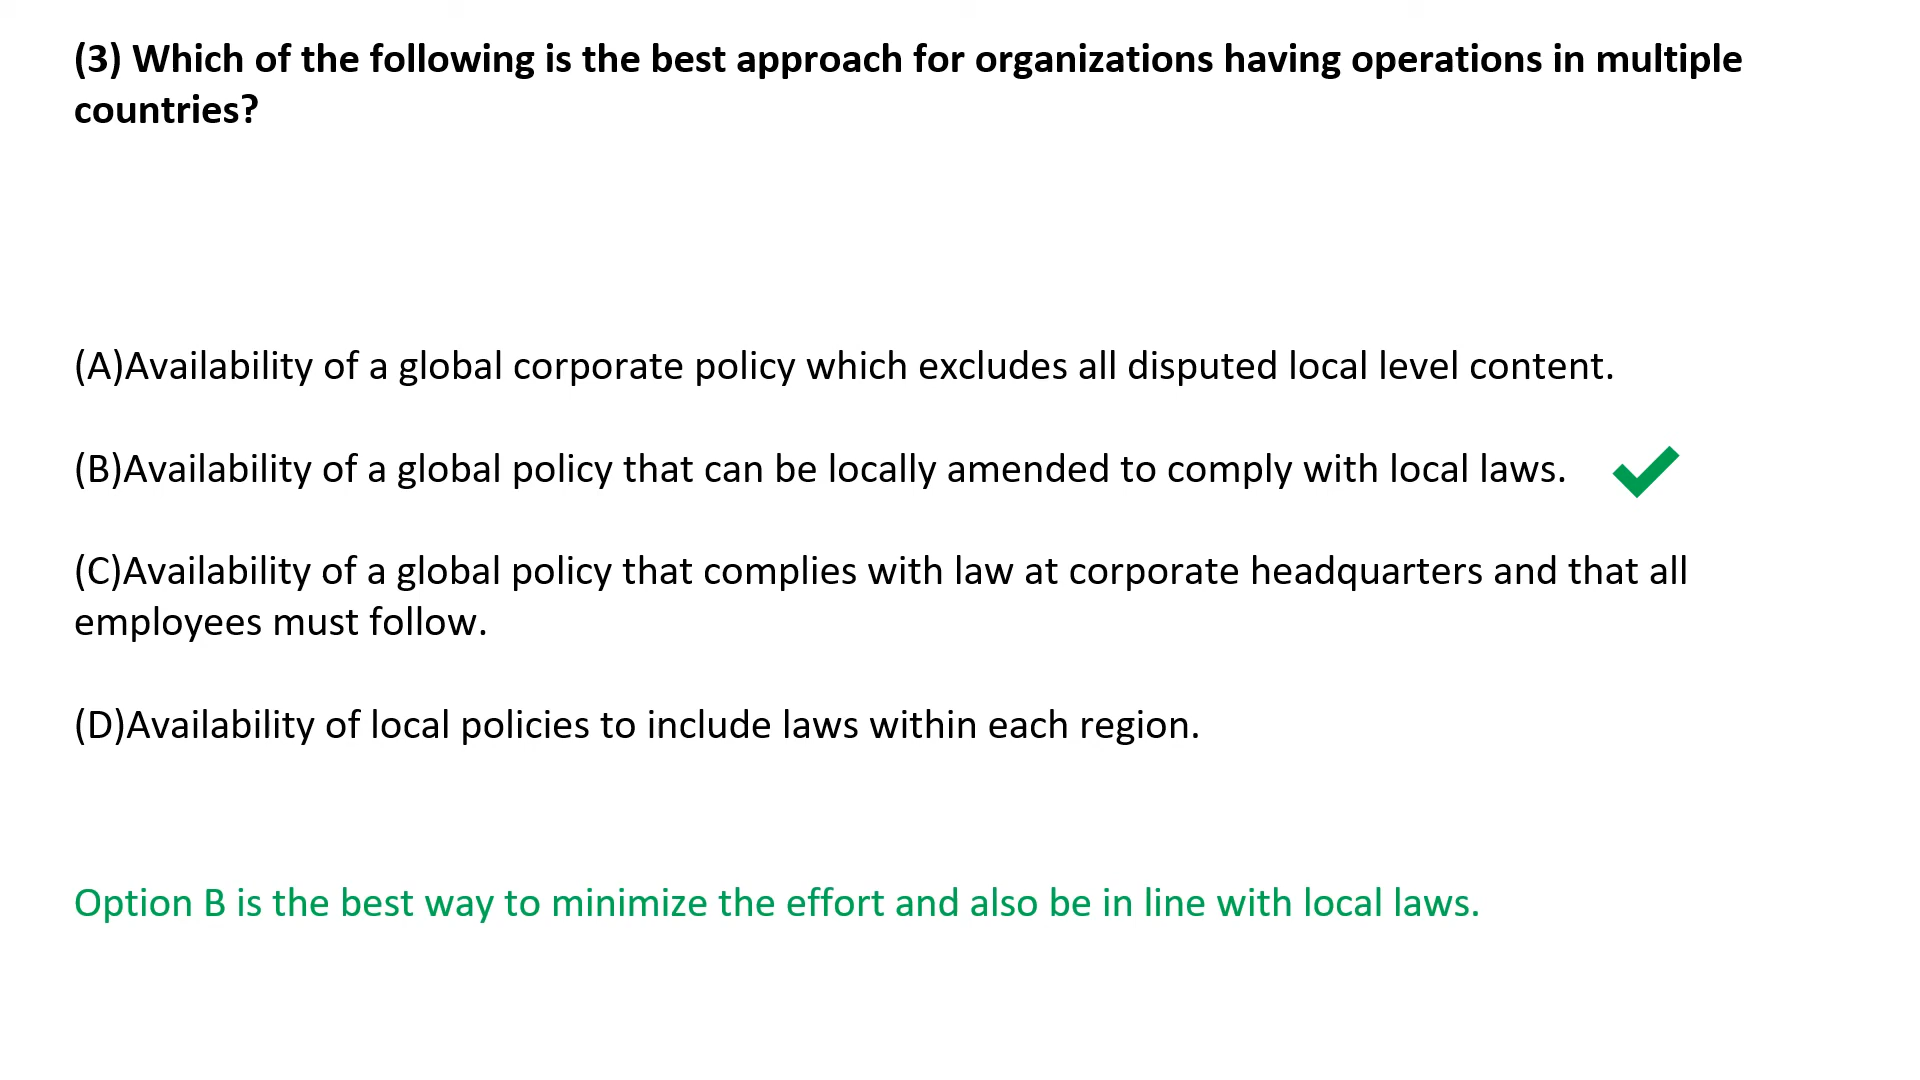 (3) Which of the following is the best approach for organizations having operations in multiple
countries?
(A)Availability of a global corporate policy which excludes all disputed local level content.
(B)Availability of a global policy that can be locally amended to comply with local laws.
(C)Availability of a global policy that complies with law at corporate headquarters and that all
employees must follow.
(D)Availability of local policies to include laws within each region.
Option B is the best way to minimize the effort and also be in line with local laws.